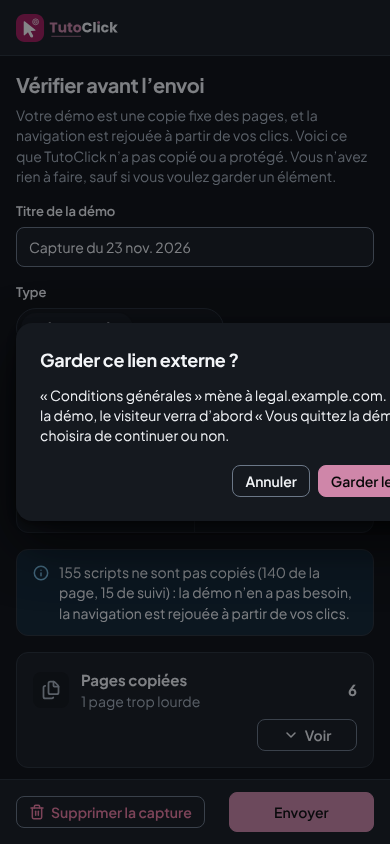 TutoClick
Vérifier avant l’envoi
Votre démo est une copie fixe des pages, et la
navigation est rejouée à partir de vos clics. Voici ce
que TutoClick n’a pas copié ou a protégé. Vous n’avez
rien à faire, sauf si vous voulez garder un élément.
Titre de la démo
Capture du 23 nov. 2026
Type
Garder ce lien externe ?
« Conditions générales » mène à legal.example.com.
la démo, le visiteur verra d’abord « Vous quittez la dém
choisira de continuer ou non.
Annuler
Garder le
155 scripts ne sont pas copiés (140 de la
page, 15 de suivi) : la démo n’en a pas besoin,
la navigation est rejouée à partir de vos clics.
Pages copiées
6
1 page trop lourde
Voir
Supprimer la capture
Envoyer